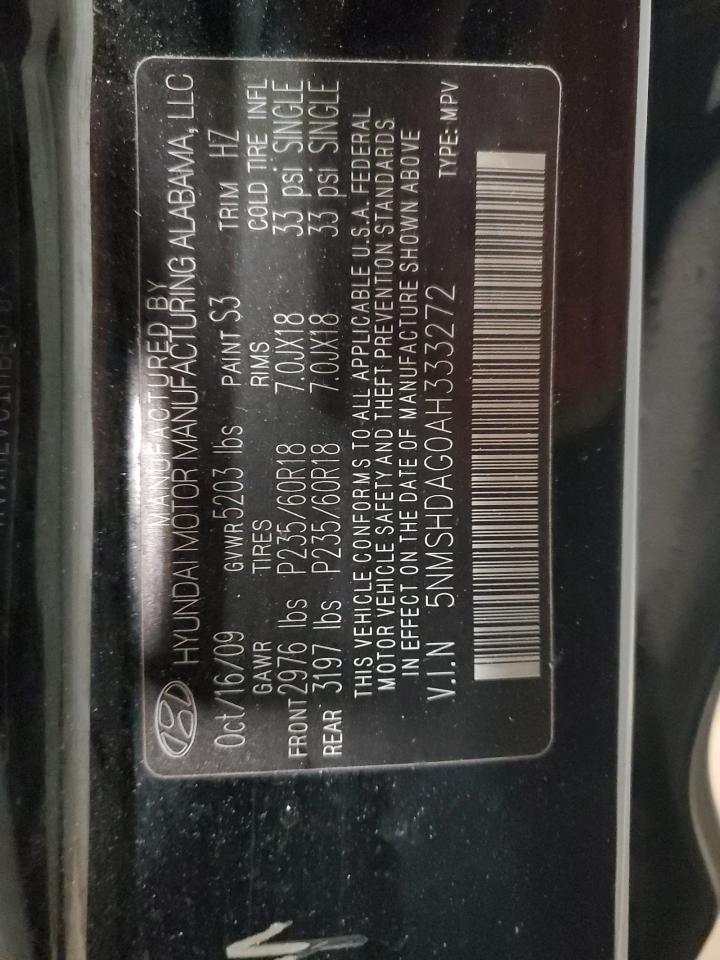 MANUFACTURED BY
HYUNDAI MOTOR MANUFACTURING ALABAMA, LLC
Oct/16/09 GVWR 5203 lbs PAINT S3 TRIM HZ
GAWR TIRES RIMS COLD TIRE INFL
FRONT 2976 lbs P235/60R18 7.0JX18 33 psi SINGLE
REAR 3197 lbs P235/60R18 7.0JX18 33 psi SINGLE
THIS VEHICLE CONFORMS TO ALL APPLICABLE U.S.A. FEDERAL
MOTOR VEHICLE SAFETY AND THEFT PREVENTION STANDARDS
IN EFFECT ON THE DATE OF MANUFACTURE SHOWN ABOVE
V.I.N 5NMSHDAG0AH333272 TYPE: MPV